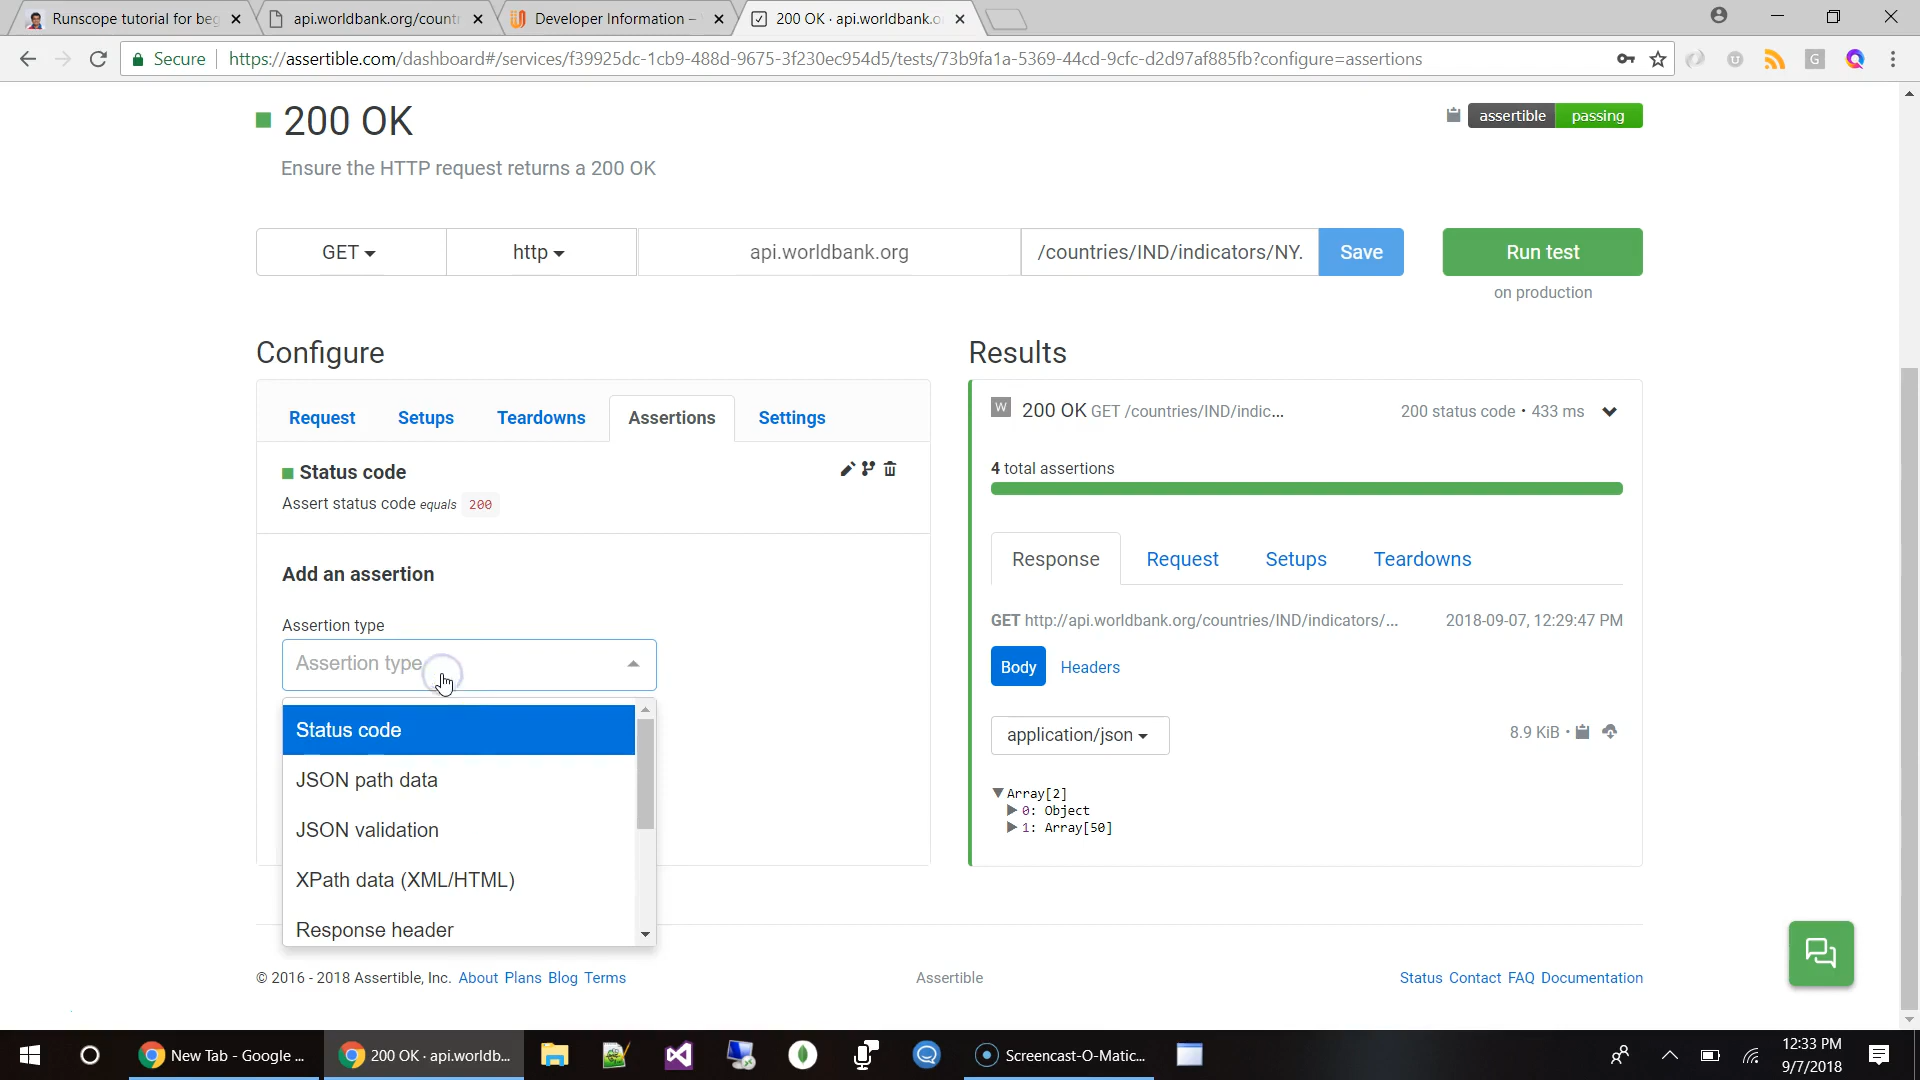 Runscope tutorial for beg
api.worldbank.org/countr
Developer Information –
200 OK · api.worldbank.o
Secure
https://assertible.com/dashboard#/services/f39925dc-1cb9-488d-9675-3f230ec954d5/tests/73b9fa1a-5369-44cd-9cfc-d2d97af885fb?configure=assertions
200 OK
assertible passing
Ensure the HTTP request returns a 200 OK
GET
http
api.worldbank.org
/countries/IND/indicators/NY.
Save
Run test
on production
Configure
Request Setups Teardowns Assertions Settings
Status code
Assert status code equals 200
Add an assertion
Assertion type
Assertion type
Status code
JSON path data
JSON validation
XPath data (XML/HTML)
Response header
Results
W 200 OK GET /countries/IND/indic...
200 status code • 433 ms
4 total assertions
Response Request Setups Teardowns
GET http://api.worldbank.org/countries/IND/indicators/...
2018-09-07, 12:29:47 PM
Body Headers
application/json
8.9 KiB •
Array[2]
0: Object
1: Array[50]
© 2016 - 2018 Assertible, Inc. About Plans Blog Terms
Assertible
Status Contact FAQ Documentation
New Tab - Google ...
200 OK · api.worldb...
Screencast-O-Matic...
12:33 PM
9/7/2018